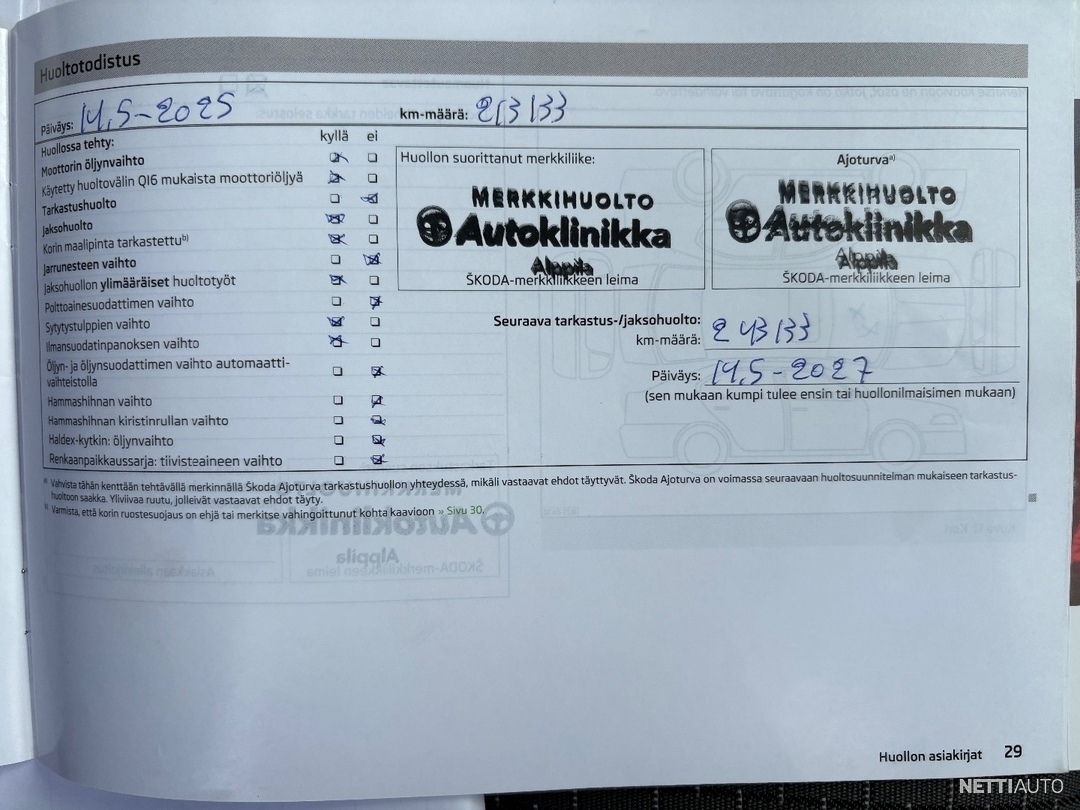 Huoltotodistus
Päiväys: 14.5-2025 km-määrä: 213133
Huollossa tehty: kyllä ei
Moottorin öljynvaihto
Käytetty huoltovälin QI6 mukaista moottoriöljyä
Tarkastushuolto
Jaksohuolto
Korin maalipinta tarkastettu b)
Jarrunesteen vaihto
Jaksohuollon ylimääräiset huoltotyöt
Polttoainesuodattimen vaihto
Sytytystulppien vaihto
Ilmansuodatinpanoksen vaihto
Öljyn- ja öljynsuodattimen vaihto automaatti-
vaihteistolla
Hammashihnan vaihto
Hammashihnan kiristinrullan vaihto
Haldex-kytkin: öljynvaihto
Renkaanpaikkaussarja: tiivisteaineen vaihto
Huollon suorittanut merkkiliike:
MERKKIHUOLTO
Autoklinikka
Alppila
ŠKODA-merkkiliikkeen leima
Ajoturva a)
MERKKIHUOLTO
Autoklinikka
Alppila
ŠKODA-merkkiliikkeen leima
Seuraava tarkastus-/jaksohuolto:
km-määrä: 243133
Päiväys: 14.5-2027
(sen mukaan kumpi tulee ensin tai huollonilmaisimen mukaan)
a) Vahvista tähän kenttään tehtävällä merkinnällä Škoda Ajoturva tarkastushuollon yhteydessä, mikäli vastaavat ehdot täyttyvät. Škoda Ajoturva on voimassa seuraavaan huoltosuunnitelman mukaiseen tarkastus-
huoltoon saakka. Yliviivaa ruutu, jolleivät vastaavat ehdot täyty.
b) Varmista, että korin ruostesuojaus on ehjä tai merkitse vahingoittunut kohta kaavioon » Sivu 30.
Huollon asiakirjat 29
NETTIAUTO